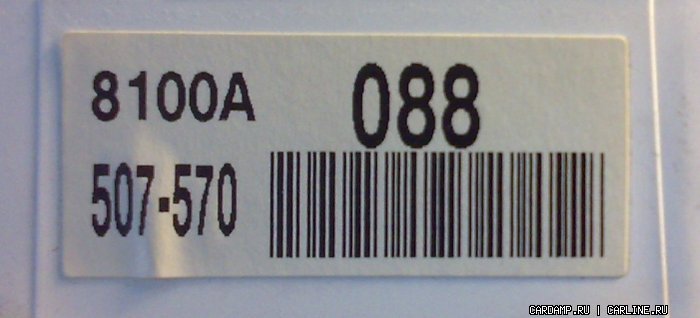 8100A
088
507-570
CARDAMP.RU | CARLINE.RU